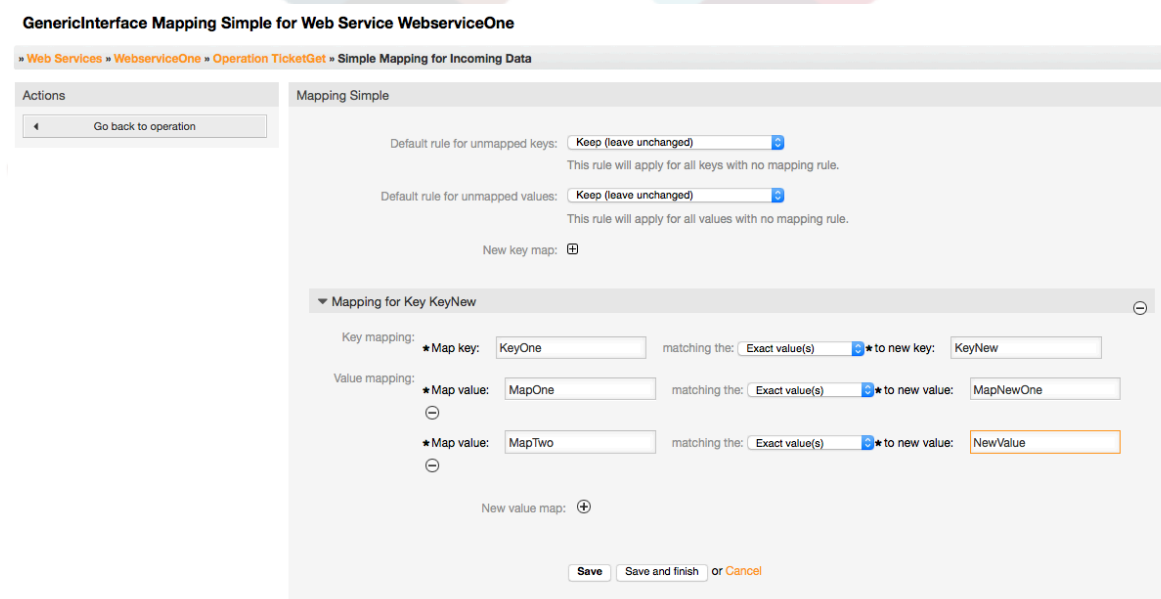 GenericInterface Mapping Simple for Web Service WebserviceOne
» Web Services » WebserviceOne » Operation TicketGet » Simple Mapping for Incoming Data
Actions
Go back to operation
Mapping Simple
Default rule for unmapped keys: Keep (leave unchanged)
This rule will apply for all keys with no mapping rule.
Default rule for unmapped values: Keep (leave unchanged)
This rule will apply for all values with no mapping rule.
New key map:
Mapping for Key KeyNew
Key mapping: ★ Map key: KeyOne matching the: Exact value(s) ★ to new key: KeyNew
Value mapping: ★ Map value: MapOne matching the: Exact value(s) ★ to new value: MapNewOne
★ Map value: MapTwo matching the: Exact value(s) ★ to new value: NewValue
New value map:
Save Save and finish or Cancel